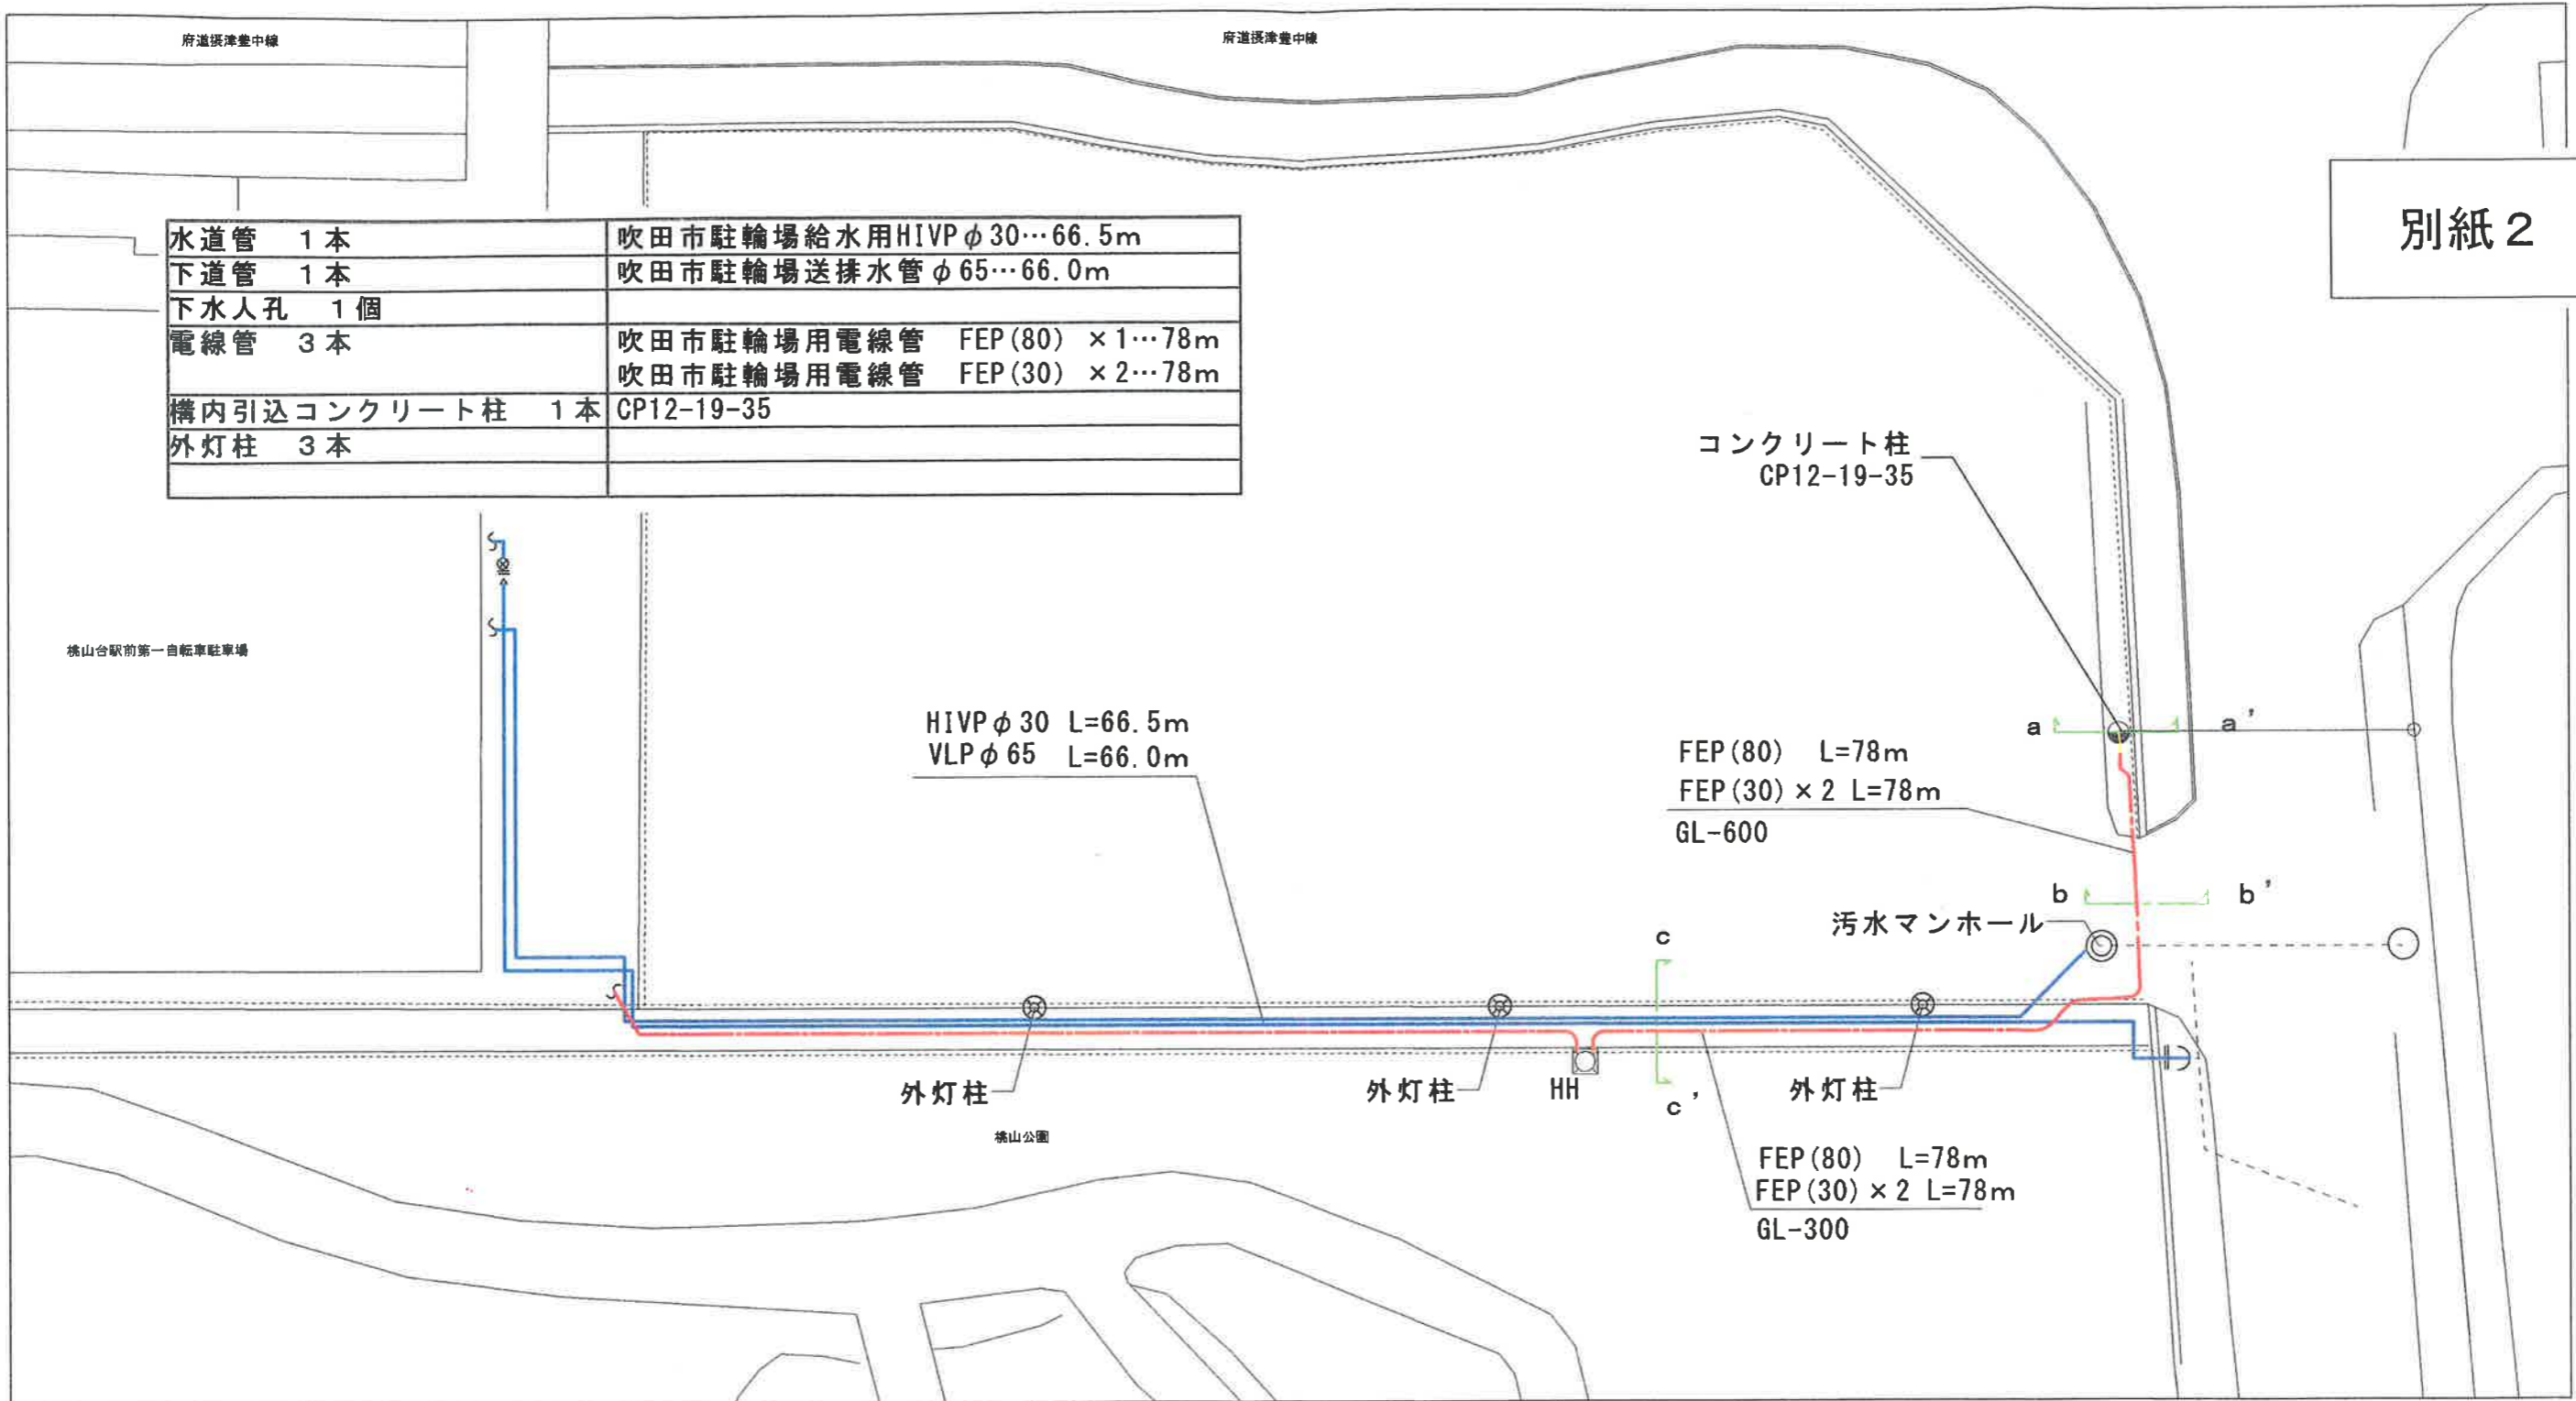 府道摂津豊中線
府道摂津豊中線
別紙２
水道管　１本　吹田市駐輪場給水用HIVPφ30…66.5m
下道管　１本　吹田市駐輪場送排水管φ65…66.0m
下水人孔　１個
電線管　３本　吹田市駐輪場用電線管　FEP(80) ×1…78m
吹田市駐輪場用電線管　FEP(30) ×2…78m
構内引込コンクリート柱　１本　CP12-19-35
外灯柱　３本
コンクリート柱
CP12-19-35
桃山台駅前第一自転車駐車場
HIVPφ30 L=66.5m
VLPφ65 L=66.0m
a a'
FEP(80) L=78m
FEP(30)×2 L=78m
GL-600
b b'
汚水マンホール
c
外灯柱
外灯柱
HH
c'
外灯柱
桃山公園
FEP(80) L=78m
FEP(30)×2 L=78m
GL-300